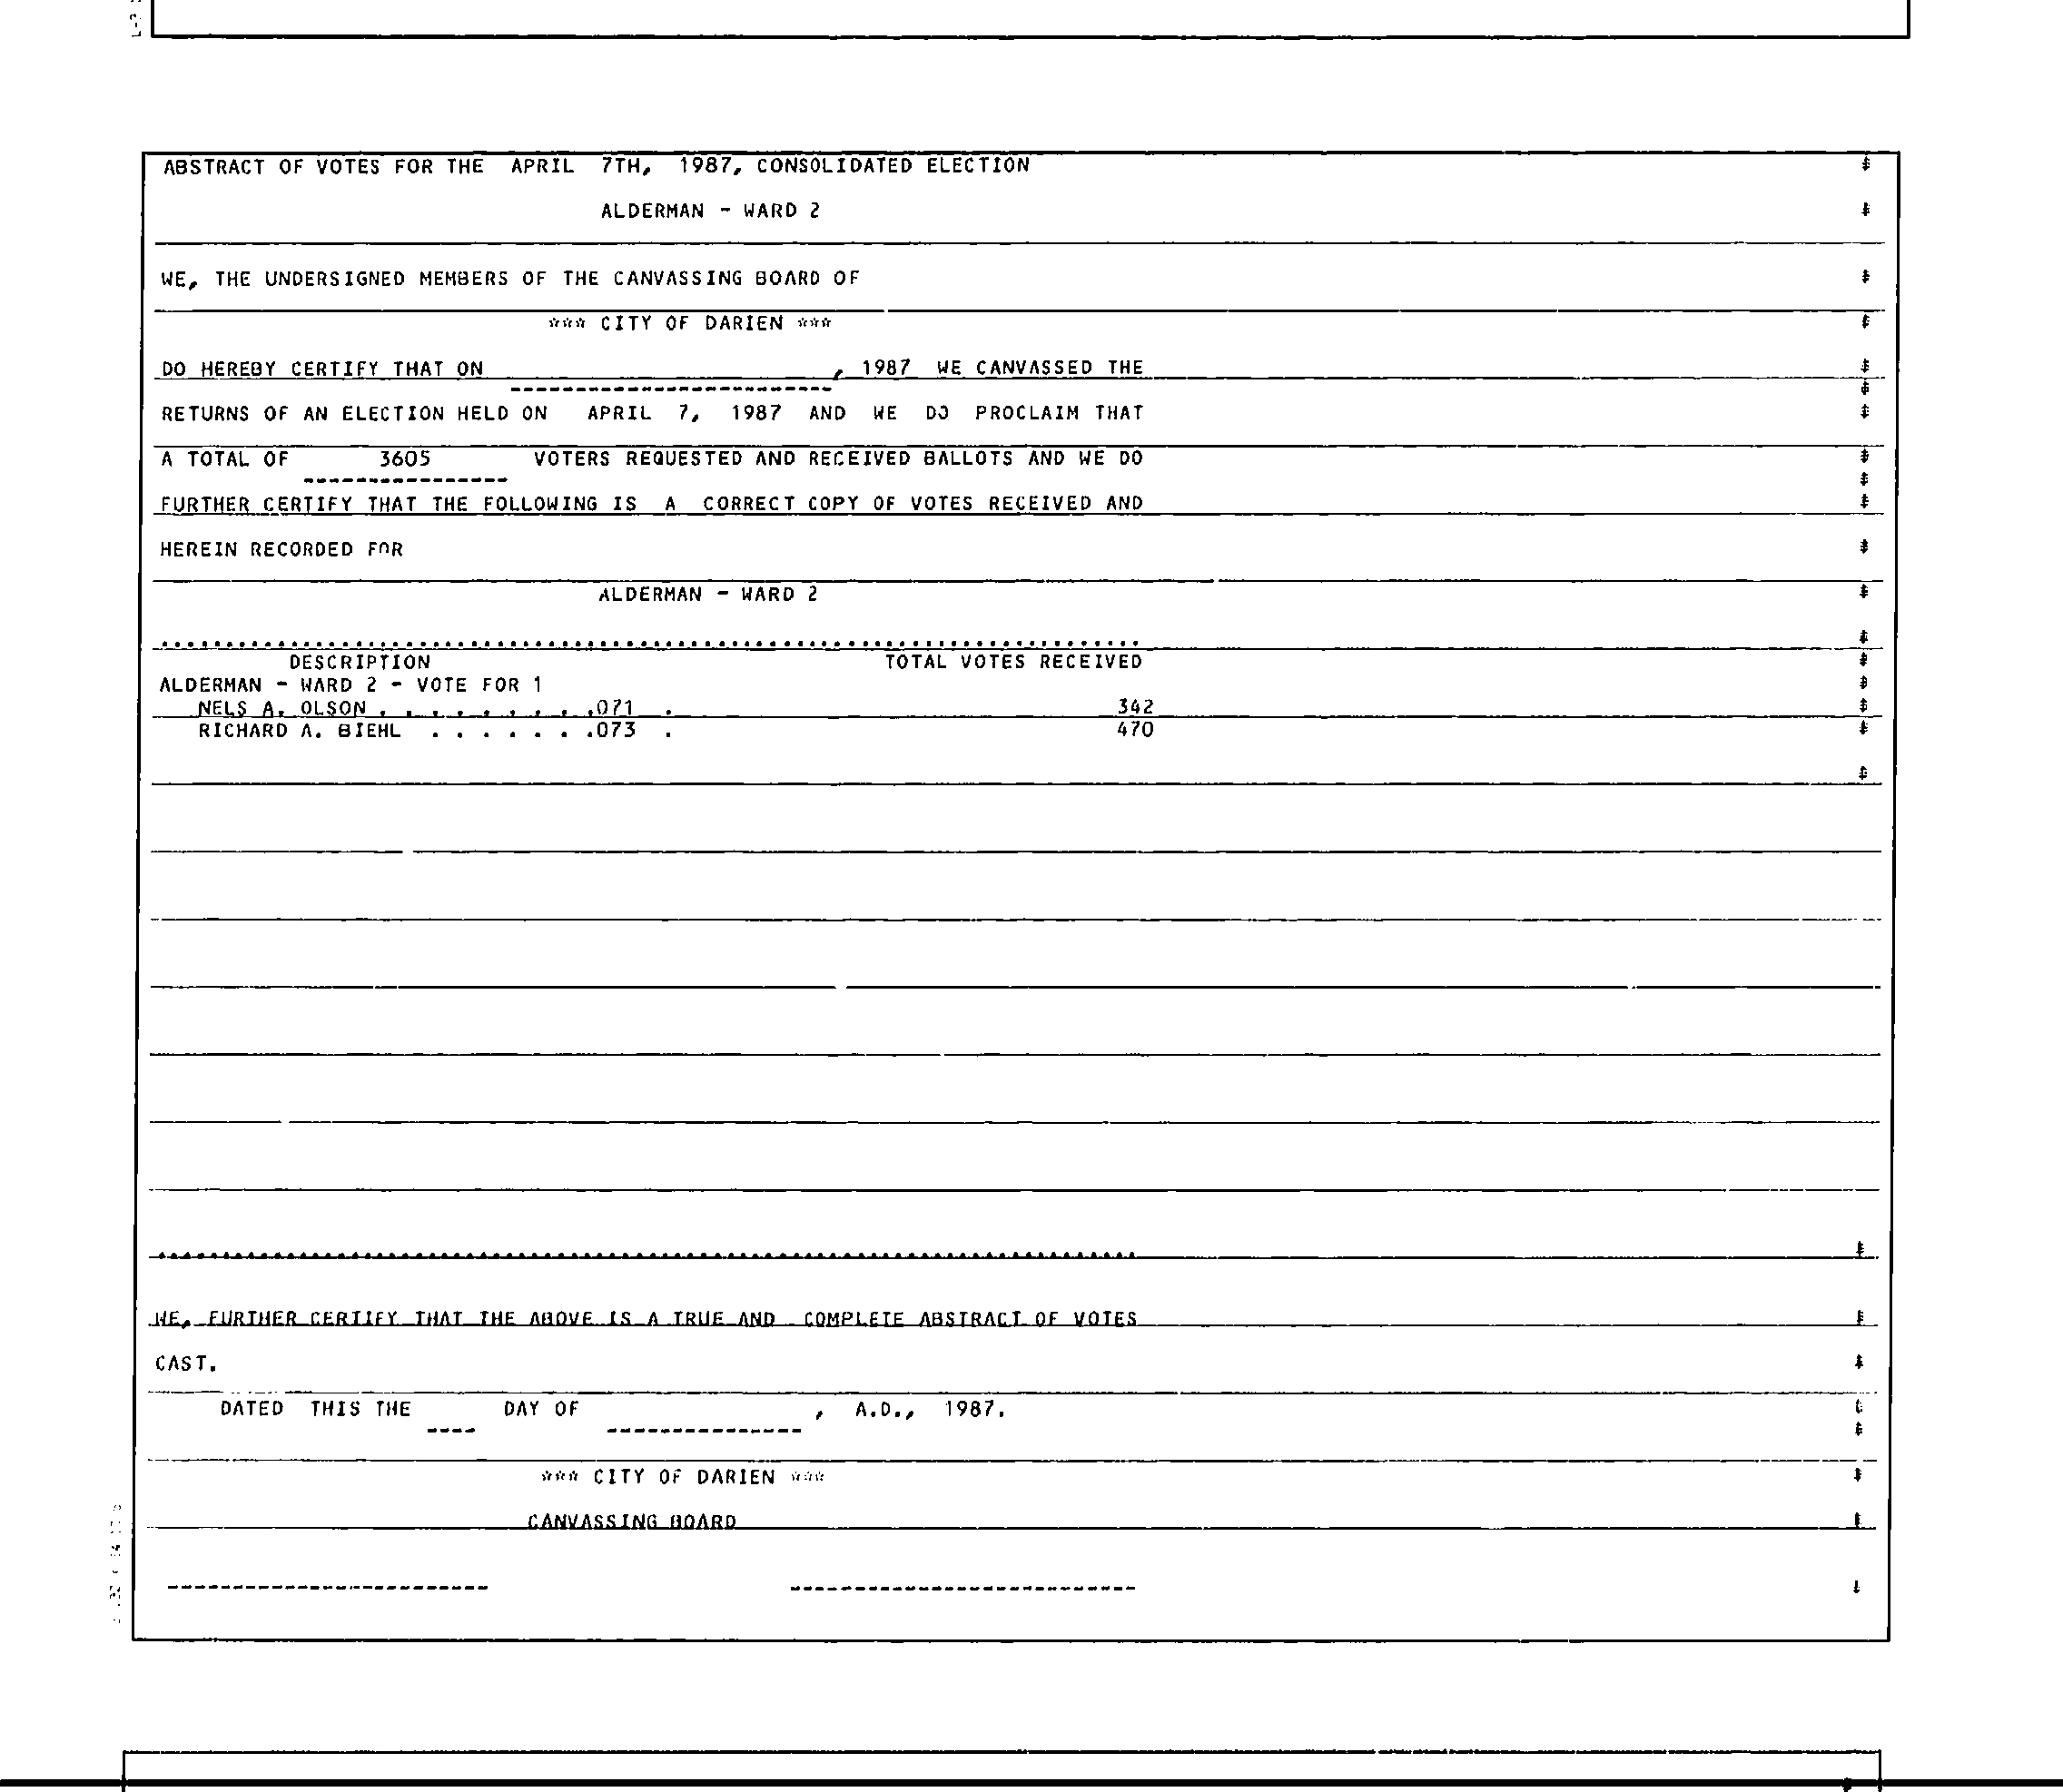 ABSTRACT OF VOTES FOR THE APRIL 7TH, 1987, CONSOLIDATED ELECTION
ALDERMAN - WARD 2
WE, THE UNDERSIGNED MEMBERS OF THE CANVASSING BOARD OF
*** CITY OF DARIEN ***
DO HEREBY CERTIFY THAT ON , 1987 WE CANVASSED THE
RETURNS OF AN ELECTION HELD ON APRIL 7, 1987 AND WE DO PROCLAIM THAT
A TOTAL OF 3605 VOTERS REQUESTED AND RECEIVED BALLOTS AND WE DO
FURTHER CERTIFY THAT THE FOLLOWING IS A CORRECT COPY OF VOTES RECEIVED AND
HEREIN RECORDED FOR
ALDERMAN - WARD 2
DESCRIPTION TOTAL VOTES RECEIVED
ALDERMAN - WARD 2 - VOTE FOR 1
NELS A. OLSON . . . . . . . . .071 . 342
RICHARD A. BIEHL . . . . . . .073 . 470
WE, FURTHER CERTIFY THAT THE ABOVE IS A TRUE AND COMPLETE ABSTRACT OF VOTES
CAST.
DATED THIS THE ---- DAY OF ---------------, A.D., 1987.
*** CITY OF DARIEN ***
CANVASSING BOARD